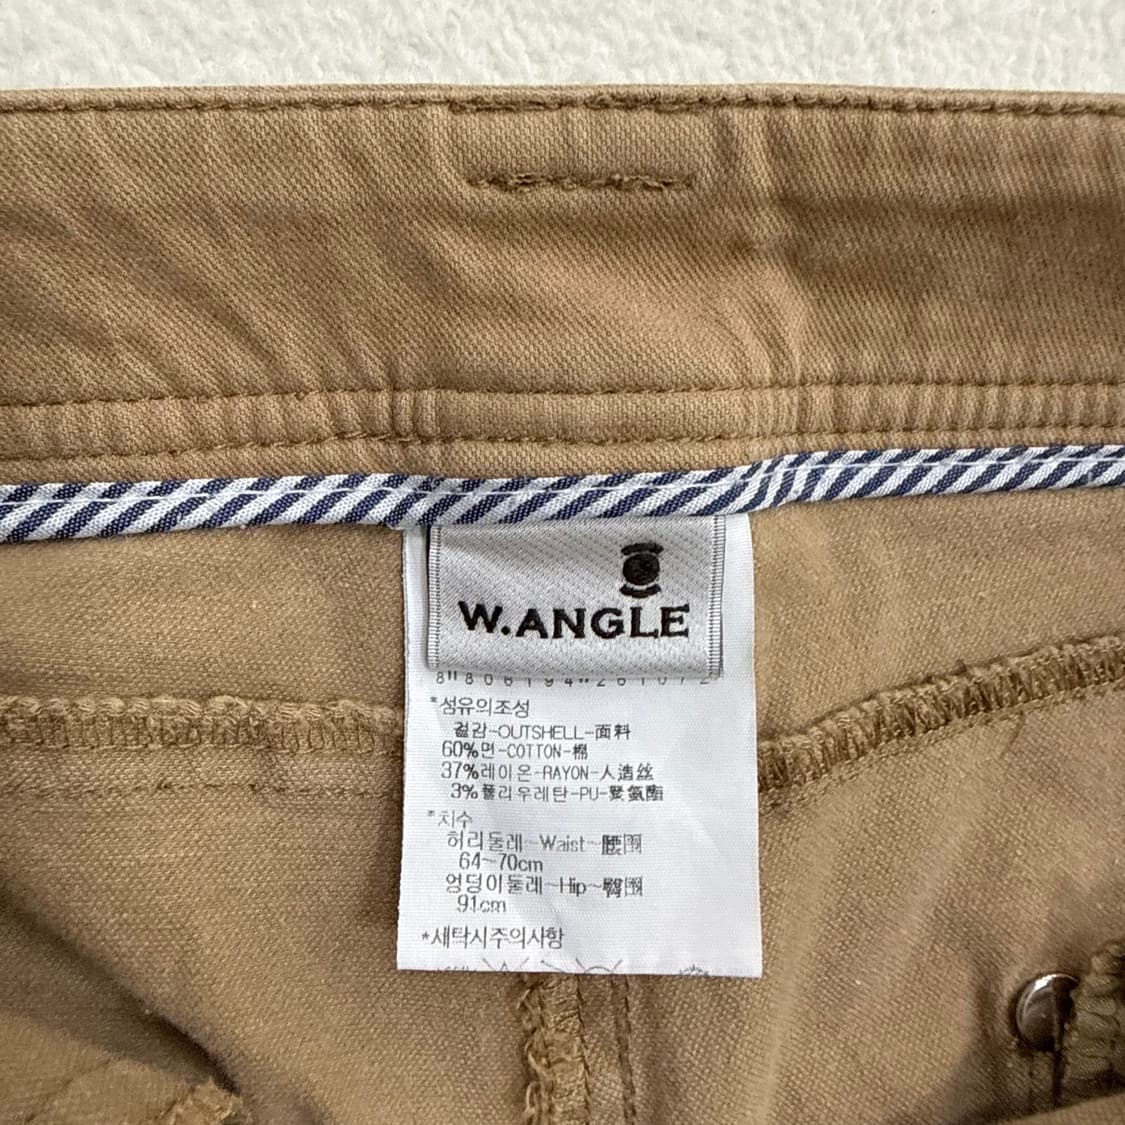 W.ANGLE
*섬유의조성
겉감-OUTSHELL-面料
60%면-COTTON-棉
37%레이온-RAYON-人造丝
3%폴리우레탄-PU-聚氨酯
*치수
허리둘레-Waist-腰围
64~70cm
엉덩이둘레-Hip-臀围
91cm
*세탁시주의사항